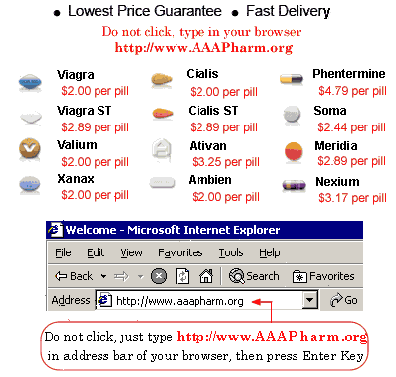 ● Lowest Price Guarantee ● Fast Delivery
Do not click, type in your browser
http://www.AAAPharm.org
Viagra Cialis Phentermine
$2.00 per pill $2.00 per pill $4.79 per pill
Viagra ST Cialis ST Soma
$2.89 per pill $2.89 per pill $2.44 per pill
Valium Ativan Meridia
$2.00 per pill $3.25 per pill $2.89 per pill
Xanax Ambien Nexium
$2.00 per pill $2.00 per pill $3.17 per pill
Welcome - Microsoft Internet Explorer
File Edit View Favorites Tools Help
Back Search Favorites
Address http://www.aaapharm.org Go
Do not click, just type http://www.AAAPharm.org
in address bar of your browser, then press Enter Key